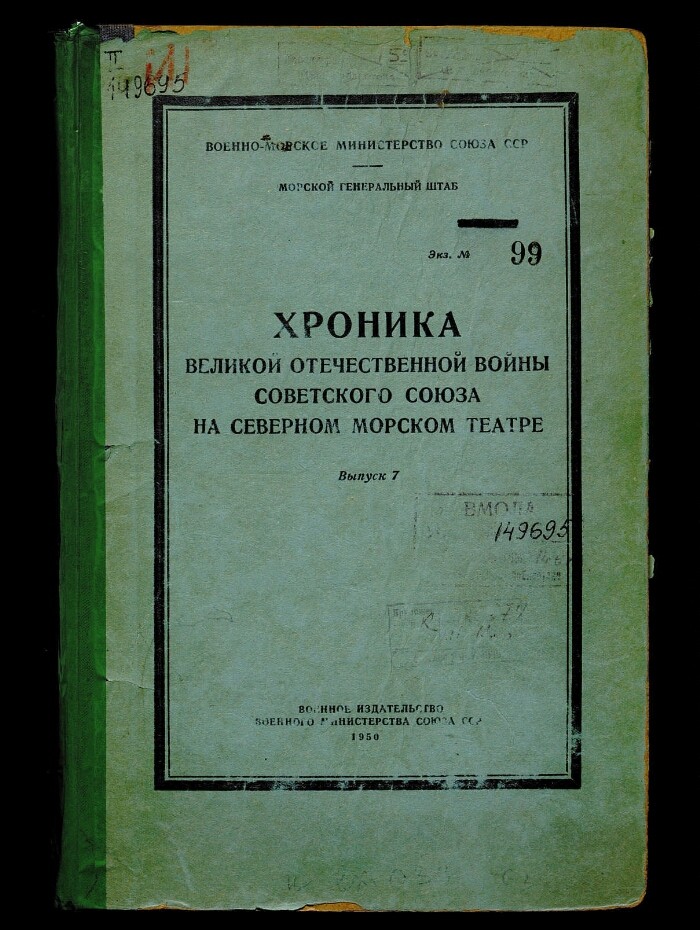 II
149695
ВОЕННО-МОРСКОЕ МИНИСТЕРСТВО СОЮЗА ССР
МОРСКОЙ ГЕНЕРАЛЬНЫЙ ШТАБ
Экз. № 99
ХРОНИКА
ВЕЛИКОЙ ОТЕЧЕСТВЕННОЙ ВОЙНЫ
СОВЕТСКОГО СОЮЗА
НА СЕВЕРНОМ МОРСКОМ ТЕАТРЕ
Выпуск 7
ВМОЛА
149695
ВОЕННОЕ ИЗДАТЕЛЬСТВО
ВОЕННОГО МИНИСТЕРСТВА СОЮЗА ССР
1950